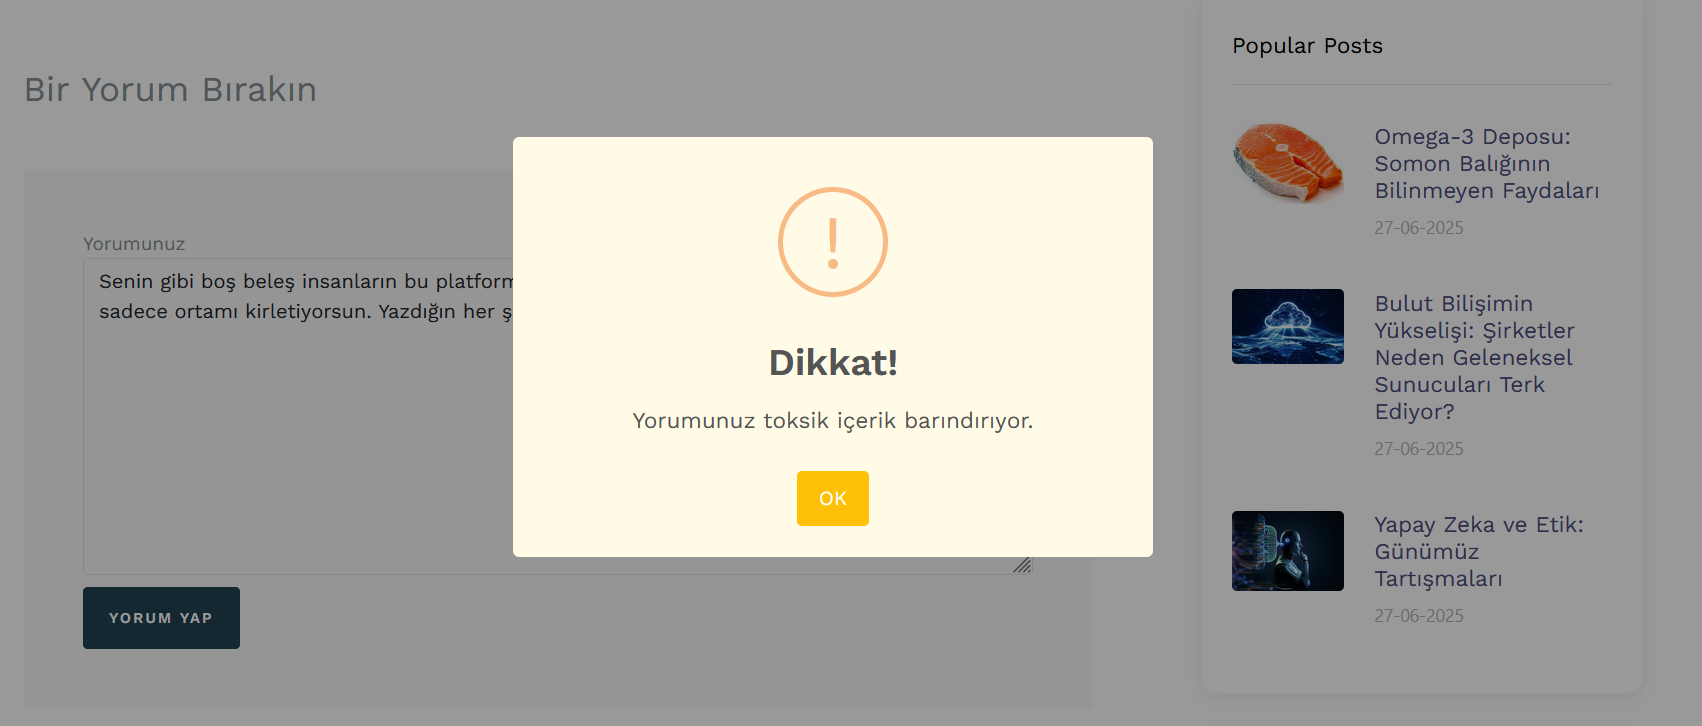 Bir Yorum Bırakın
Yorumunuz
Senin gibi boş beleş insanların bu platform
sadece ortamı kirletiyorsun. Yazdığın her ş
YORUM YAP
!
Dikkat!
Yorumunuz toksik içerik barındırıyor.
OK
Popular Posts
Omega-3 Deposu:
Somon Balığının
Bilinmeyen Faydaları
27-06-2025
Bulut Bilişimin
Yükselişi: Şirketler
Neden Geleneksel
Sunucuları Terk
Ediyor?
27-06-2025
Yapay Zeka ve Etik:
Günümüz
Tartışmaları
27-06-2025